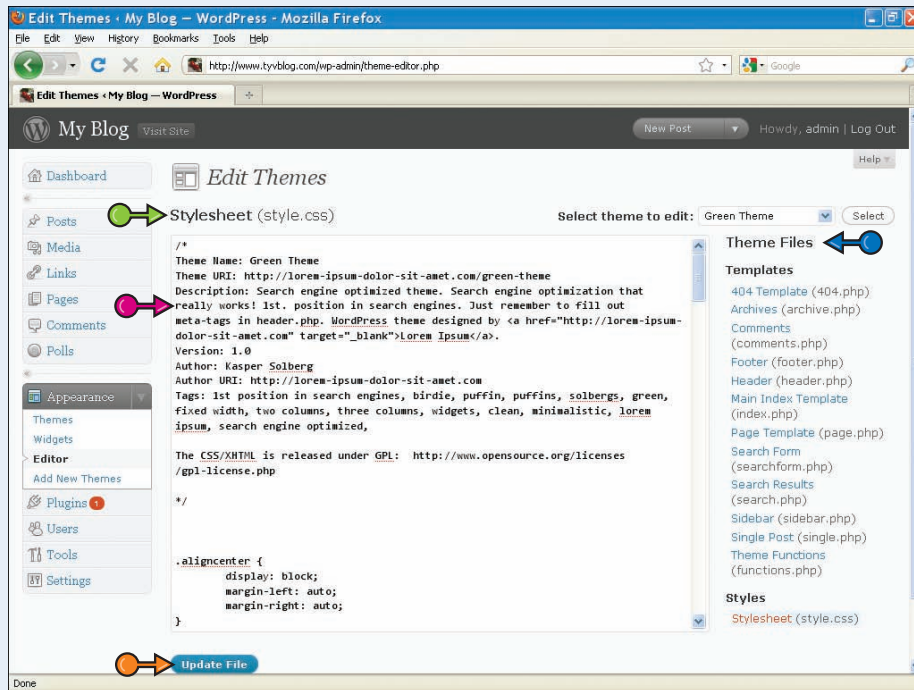 Edit Themes ‹ My Blog — WordPress - Mozilla Firefox
File Edit View History Bookmarks Tools Help
http://www.tyvblog.com/wp-admin/theme-editor.php
Google
Edit Themes ‹ My Blog — WordPress
My Blog Visit Site New Post Howdy, admin | Log Out
Help
Dashboard
Posts
Media
Links
Pages
Comments
Polls
Appearance
Themes
Widgets
Editor
Add New Themes
Plugins 1
Users
Tools
Settings
Edit Themes
Stylesheet (style.css)
Select theme to edit: Green Theme Select
/*
Theme Name: Green Theme
Theme URI: http://lorem-ipsum-dolor-sit-amet.com/green-theme
Description: Search engine optimized theme. Search engine optimization that
really works! 1st. position in search engines. Just remember to fill out
meta-tags in header.php. WordPress theme designed by <a href="http://lorem-ipsum-
dolor-sit-amet.com" target="_blank">Lorem Ipsum</a>.
Version: 1.0
Author: Kasper Solberg
Author URI: http://lorem-ipsum-dolor-sit-amet.com
Tags: 1st position in search engines, birdie, puffin, puffins, solbergs, green,
fixed width, two columns, three columns, widgets, clean, minimalistic, lorem
ipsum, search engine optimized,
The CSS/XHTML is released under GPL: http://www.opensource.org/licenses
/gpl-license.php
*/
.aligncenter {
display: block;
margin-left: auto;
margin-right: auto;
}
Update File
Theme Files
Templates
404 Template (404.php)
Archives (archive.php)
Comments
(comments.php)
Footer (footer.php)
Header (header.php)
Main Index Template
(index.php)
Page Template (page.php)
Search Form
(searchform.php)
Search Results
(search.php)
Sidebar (sidebar.php)
Single Post (single.php)
Theme Functions
(functions.php)
Styles
Stylesheet (style.css)
Done